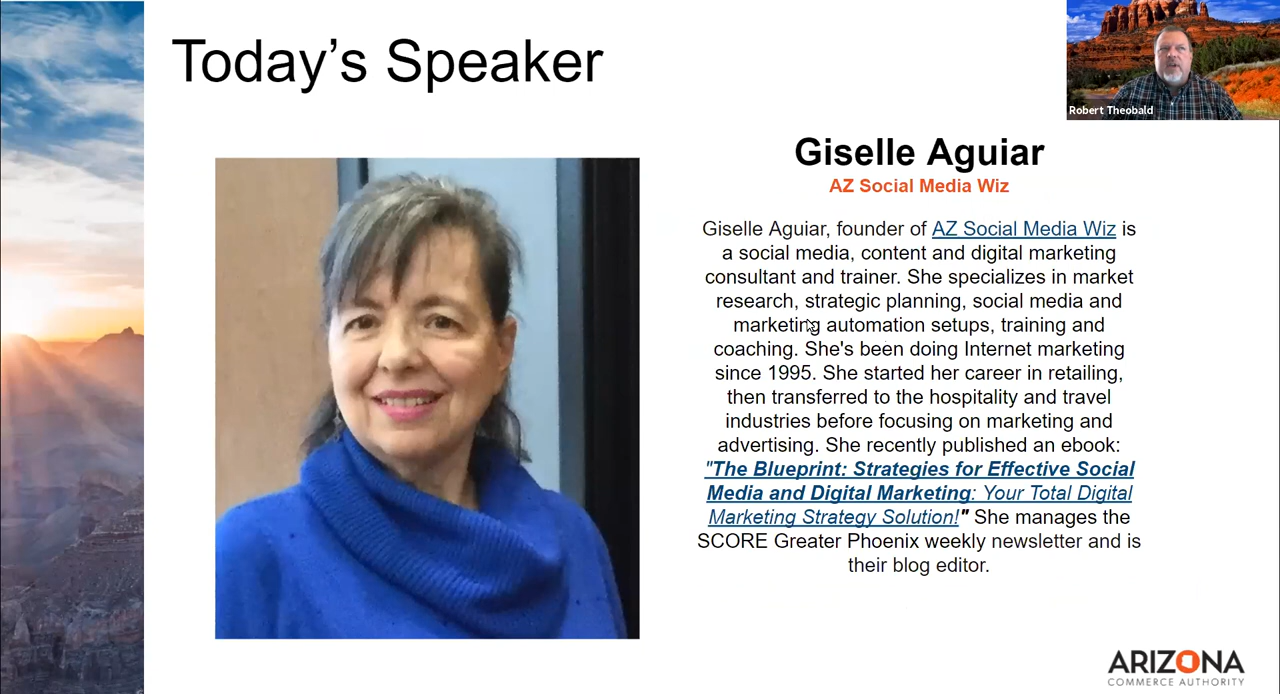 Today’s Speaker
Robert Theobald
Giselle Aguiar
AZ Social Media Wiz
Giselle Aguiar, founder of AZ Social Media Wiz is
a social media, content and digital marketing
consultant and trainer. She specializes in market
research, strategic planning, social media and
marketing automation setups, training and
coaching. She's been doing Internet marketing
since 1995. She started her career in retailing,
then transferred to the hospitality and travel
industries before focusing on marketing and
advertising. She recently published an ebook:
"The Blueprint: Strategies for Effective Social
Media and Digital Marketing: Your Total Digital
Marketing Strategy Solution!" She manages the
SCORE Greater Phoenix weekly newsletter and is
their blog editor.
ARIZONA
COMMERCE AUTHORITY